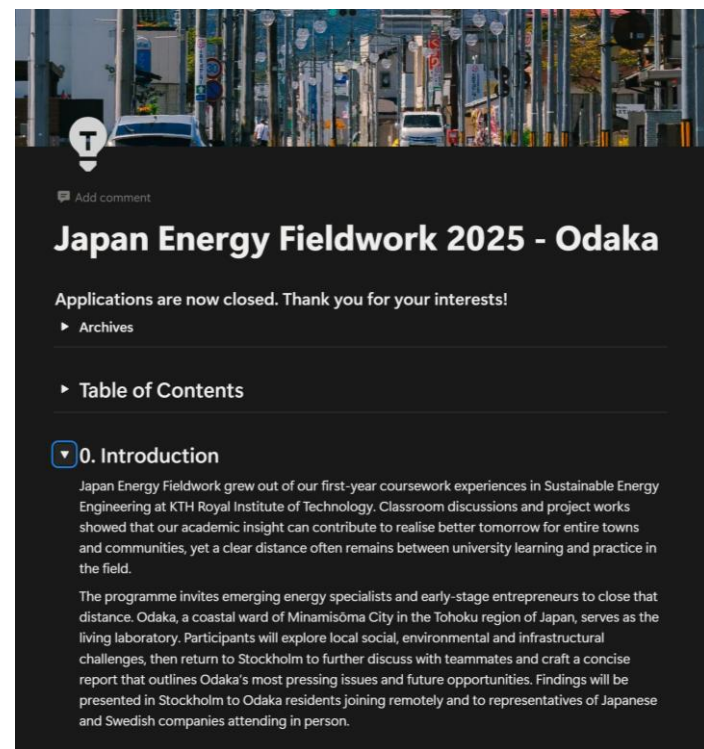 T
Add comment
Japan Energy Fieldwork 2025 - Odaka
Applications are now closed. Thank you for your interests!
Archives
Table of Contents
0. Introduction
Japan Energy Fieldwork grew out of our first-year coursework experiences in Sustainable Energy
Engineering at KTH Royal Institute of Technology. Classroom discussions and project works
showed that our academic insight can contribute to realise better tomorrow for entire towns
and communities, yet a clear distance often remains between university learning and practice in
the field.
The programme invites emerging energy specialists and early-stage entrepreneurs to close that
distance. Odaka, a coastal ward of Minamisōma City in the Tohoku region of Japan, serves as the
living laboratory. Participants will explore local social, environmental and infrastructural
challenges, then return to Stockholm to further discuss with teammates and craft a concise
report that outlines Odaka's most pressing issues and future opportunities. Findings will be
presented in Stockholm to Odaka residents joining remotely and to representatives of Japanese
and Swedish companies attending in person.